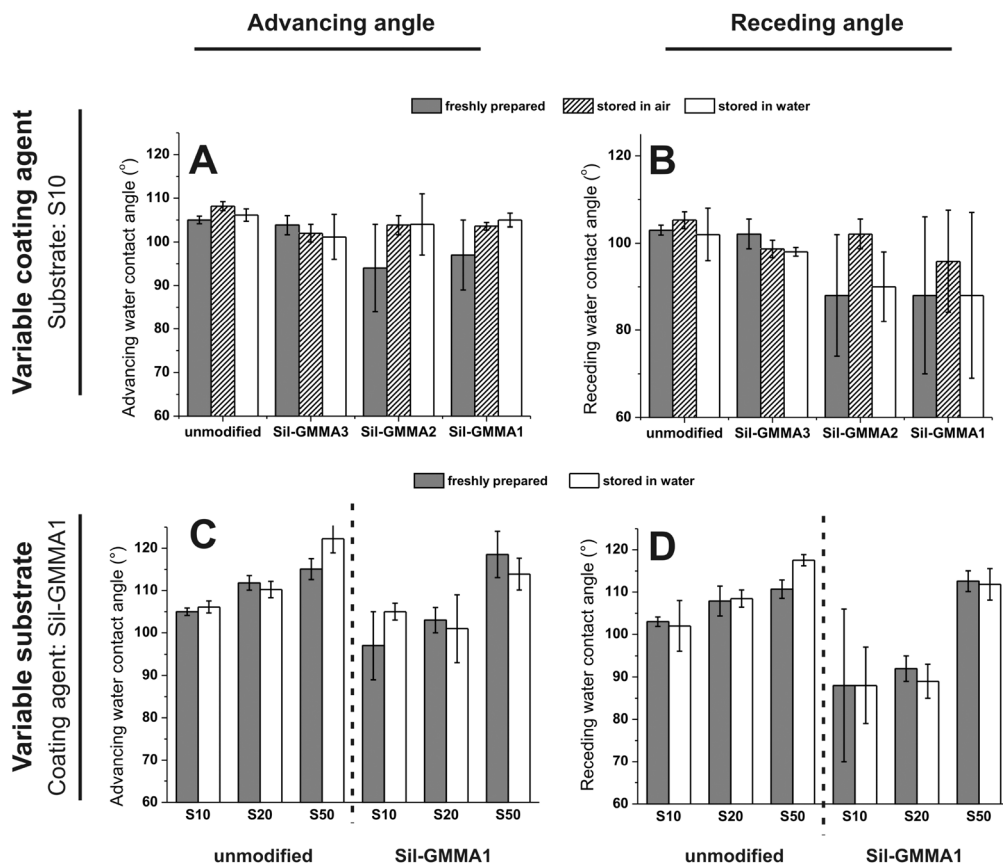 Advancing angle
Receding angle
Variable coating agent
Substrate: S10
freshly prepared stored in air stored in water
A
Advancing water contact angle (°)
120
110
100
90
80
70
60
unmodified Sil-GMMA3 Sil-GMMA2 Sil-GMMA1
B
Receding water contact angle (°)
120
100
80
60
unmodified Sil-GMMA3 Sil-GMMA2 Sil-GMMA1
Variable substrate
Coating agent: Sil-GMMA1
freshly prepared stored in water
C
Advancing water contact angle (°)
120
110
100
90
80
70
60
S10 S20 S50 S10 S20 S50
unmodified Sil-GMMA1
D
Receding water contact angle (°)
120
110
100
90
80
70
60
S10 S20 S50 S10 S20 S50
unmodified Sil-GMMA1